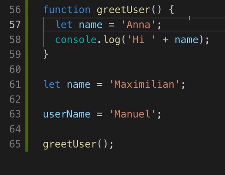 56 function greetUser() {
57 let name = 'Anna';
58 console.log('Hi ' + name);
59 }
60
61 let name = 'Maximilian';
62
63 userName = 'Manuel';
64
65 greetUser();